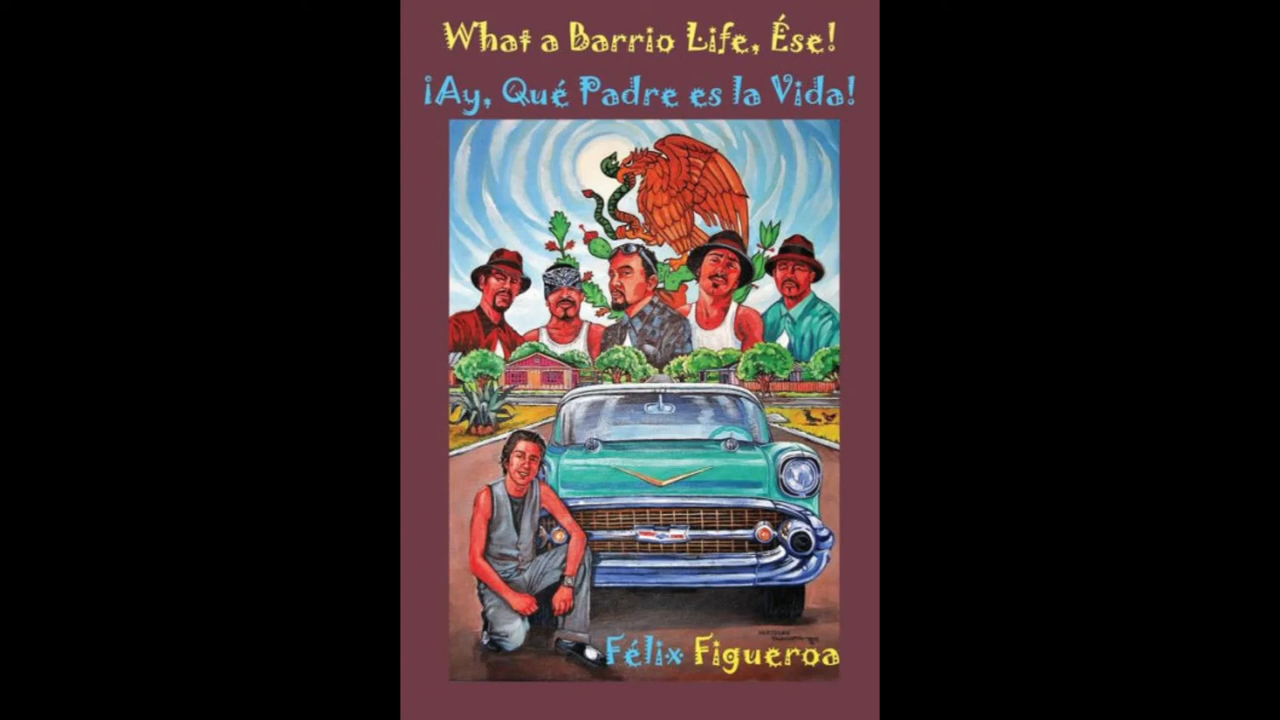 What a Barrio Life, Ése!
¡Ay, Qué Padre es la Vida!
Félix Figueroa